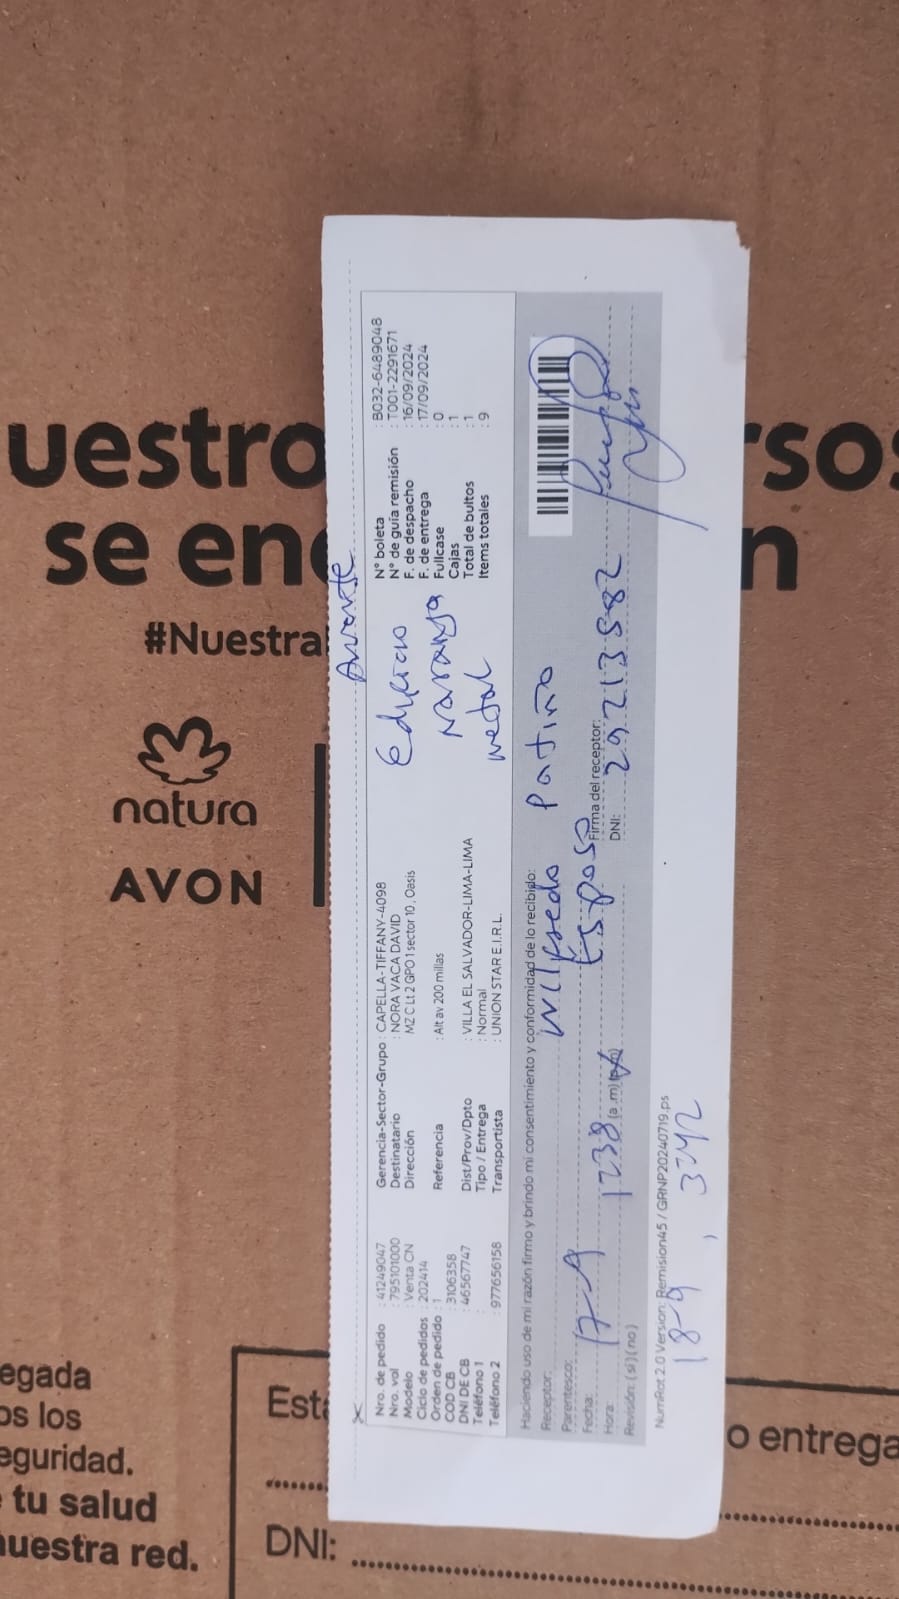 uestro
rsos
se en
n
#Nuestra
natura
AVON
egada
os los
eguridad.
tu salud
nuestra red.
Est
o entrega
DNI:
Avante
Nro. de pedido : 41249047
Nro. vol : 795101000
Modelo : Venta CN
Ciclo de pedidos : 202414
Orden de pedido : 1
COD CB : 3106358
DNI DE CB : 46567747
Teléfono 1 :
Teléfono 2 : 977656158
Gerencia-Sector-Grupo : CAPELLA-TIFFANY-4098
Destinatario : NORA VACA DAVID
Dirección MZ C Lt 2 GPO 1 sector 10 , Oasis
Referencia : Alt av 200 millas
Dist/Prov/Dpto : VILLA EL SALVADOR-LIMA-LIMA
Tipo / Entrega : Normal
Transportista : UNION STAR E.I.R.L.
naranja
metal
N° boleta : B032-6489048
N° de guía remisión : T001-2291671
F. de despacho : 16/09/2024
F. de entrega : 17/09/2024
Fullcase : 0
Cajas : 1
Total de bultos : 1
Items totales : 9
Haciendo uso de mi razón firmo y brindo mi consentimiento y conformidad de lo recibido:
Receptor: Wilfredo Patiño
Parentesco: Esposo
Fecha: 17-9
Firma del receptor:
Hora: 1238 (a.m) (p.m)
DNI: 29213582
Revisión: (si) (no)
NumRot 2.0 Version: Remision45 / GRNP20240719.ps
18-9 , 3242